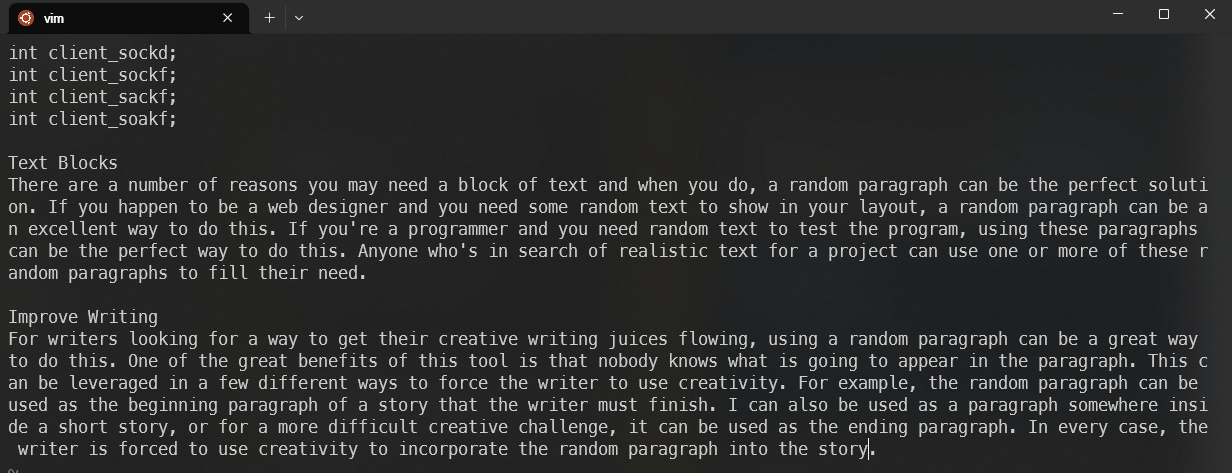 vim
int client_sockd;
int client_sockf;
int client_sackf;
int client_soakf;
Text Blocks
There are a number of reasons you may need a block of text and when you do, a random paragraph can be the perfect soluti
on. If you happen to be a web designer and you need some random text to show in your layout, a random paragraph can be a
n excellent way to do this. If you're a programmer and you need random text to test the program, using these paragraphs
can be the perfect way to do this. Anyone who's in search of realistic text for a project can use one or more of these r
andom paragraphs to fill their need.
Improve Writing
For writers looking for a way to get their creative writing juices flowing, using a random paragraph can be a great way
to do this. One of the great benefits of this tool is that nobody knows what is going to appear in the paragraph. This c
an be leveraged in a few different ways to force the writer to use creativity. For example, the random paragraph can be
used as the beginning paragraph of a story that the writer must finish. I can also be used as a paragraph somewhere insi
de a short story, or for a more difficult creative challenge, it can be used as the ending paragraph. In every case, the
writer is forced to use creativity to incorporate the random paragraph into the story.
~